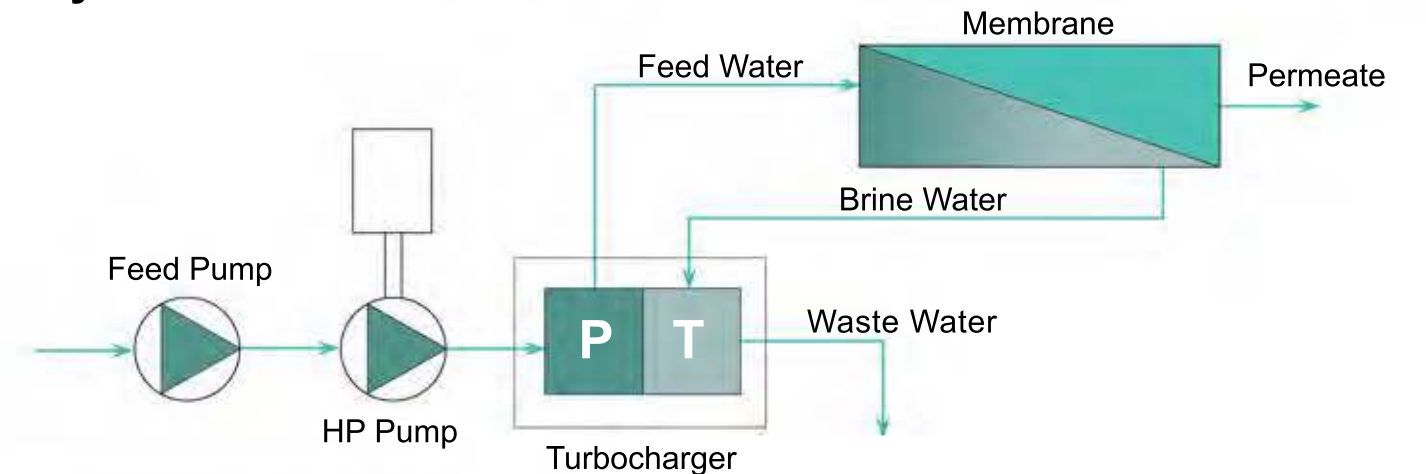 Membrane
Feed Water
Permeate
Brine Water
Feed Pump
P T
Waste Water
HP Pump
Turbocharger